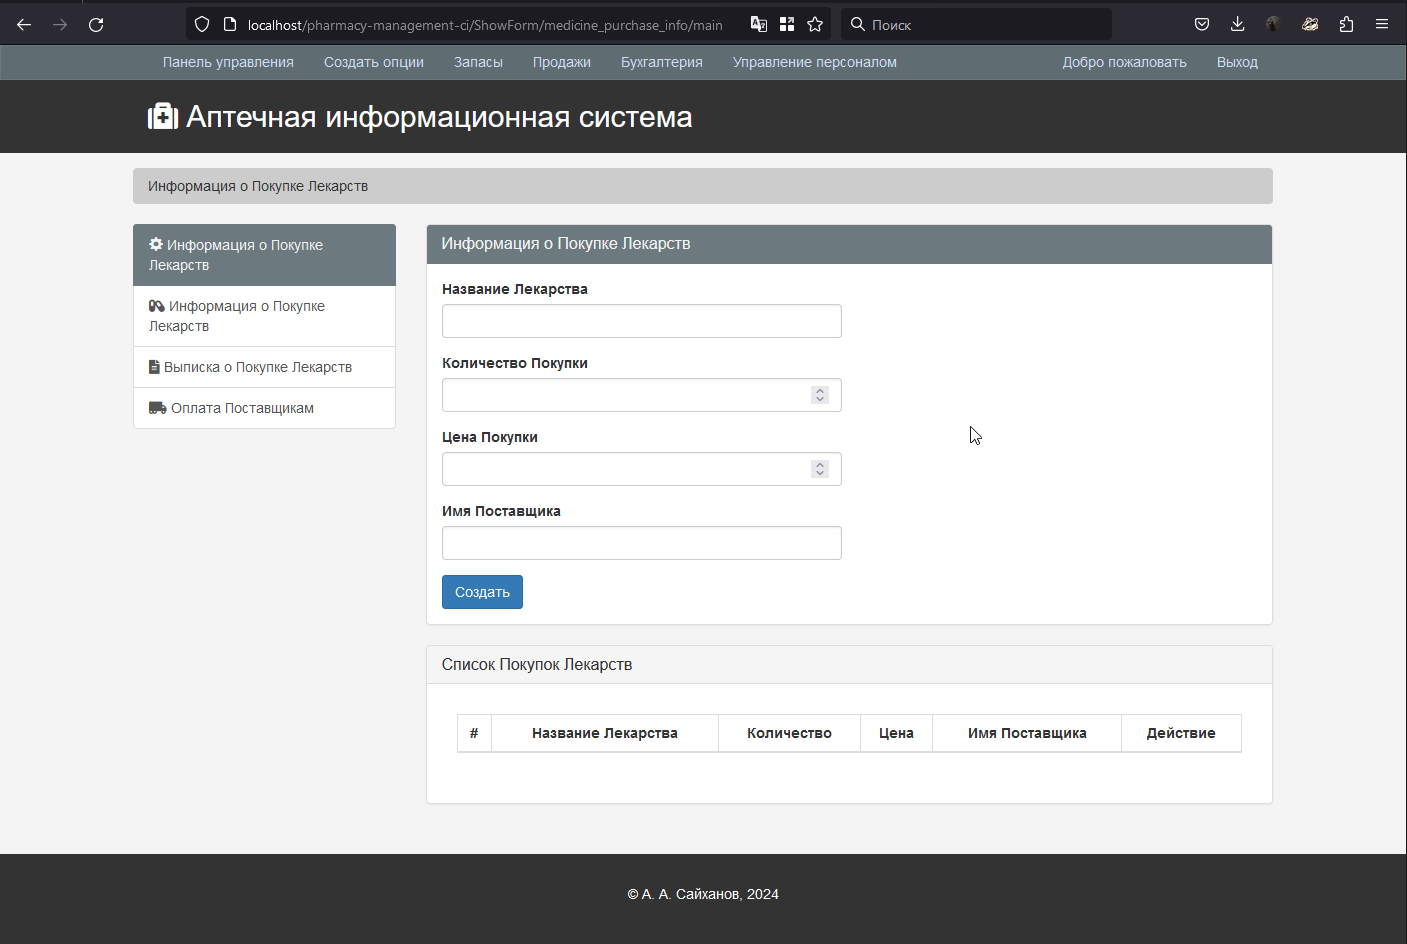 localhost/pharmacy-management-ci/ShowForm/medicine_purchase_info/main
Поиск
Панель управления Создать опции Запасы Продажи Бухгалтерия Управление персоналом Добро пожаловать Выход
Аптечная информационная система
Информация о Покупке Лекарств
Информация о Покупке
Лекарств
Информация о Покупке
Лекарств
Выписка о Покупке Лекарств
Оплата Поставщикам
Информация о Покупке Лекарств
Название Лекарства
Количество Покупки
Цена Покупки
Имя Поставщика
Создать
Список Покупок Лекарств
# Название Лекарства Количество Цена Имя Поставщика Действие
© А. А. Сайханов, 2024